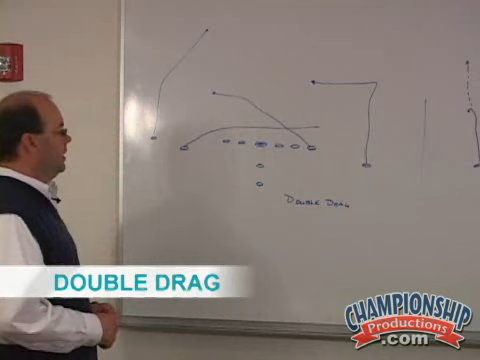 DOUBLE DRAG
DOUBLE DRAG
CHAMPIONSHIP
Productions
.com